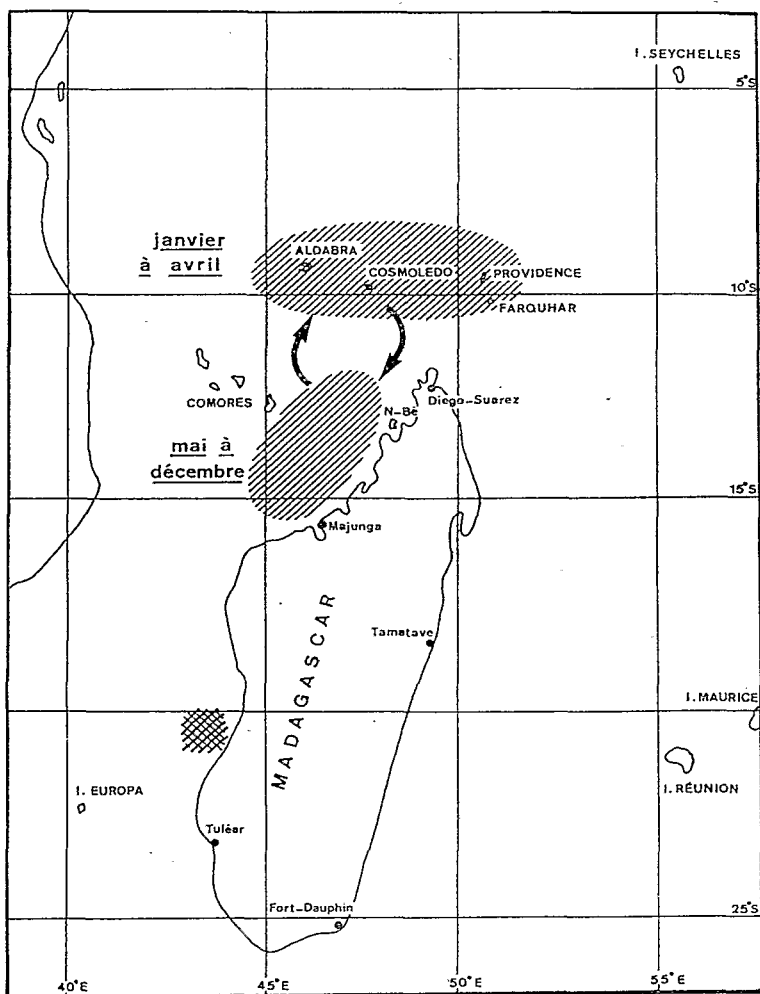 I. SEYCHELLES
5°S
janvier
à avril
ALDABRA
COSMOLEDO
PROVIDENCE
10°S
FARQUHAR
COMORES
N-Bé
Diego-Suarez
mai à
décembre
15°S
Majunga
MADAGASCAR
Tamatave
I. MAURICE
I. EUROPA
I. RÉUNION
Tuléar
Fort-Dauphin
25°S
40°E
45°E
50°E
55°E